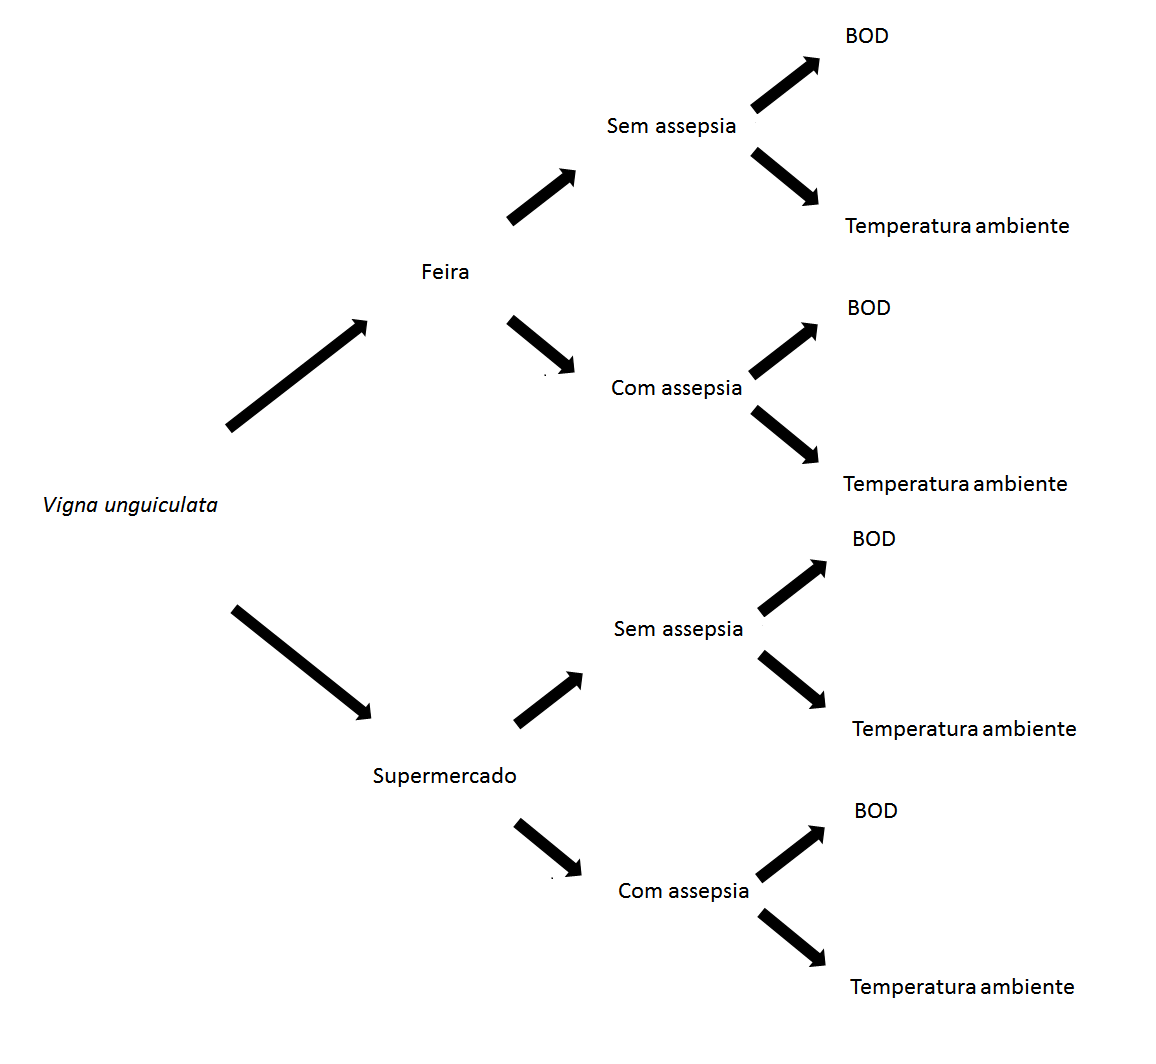 BOD
Sem assepsia
Temperatura ambiente
Feira
BOD
Com assepsia
Temperatura ambiente
Vigna unguiculata
BOD
Sem assepsia
Temperatura ambiente
Supermercado
BOD
Com assepsia
Temperatura ambiente